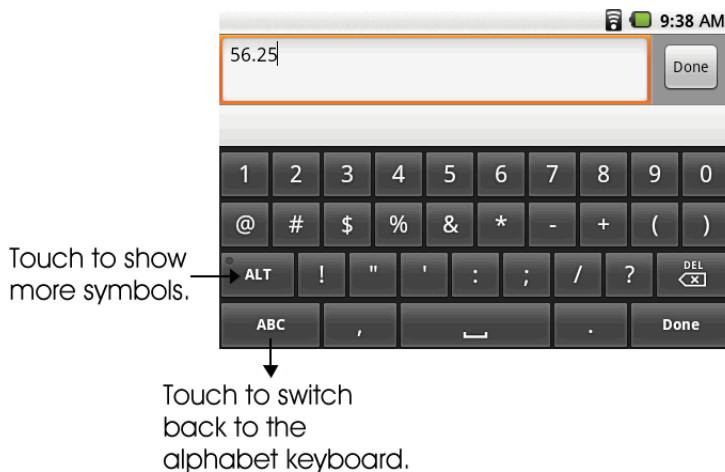 9:38 AM
56.25
Done
1 2 3 4 5 6 7 8 9 0
@ # $ % & * - + ( )
Touch to show
more symbols.
ALT ! " ' : ; / ? DEL
ABC , . Done
Touch to switch
back to the
alphabet keyboard.